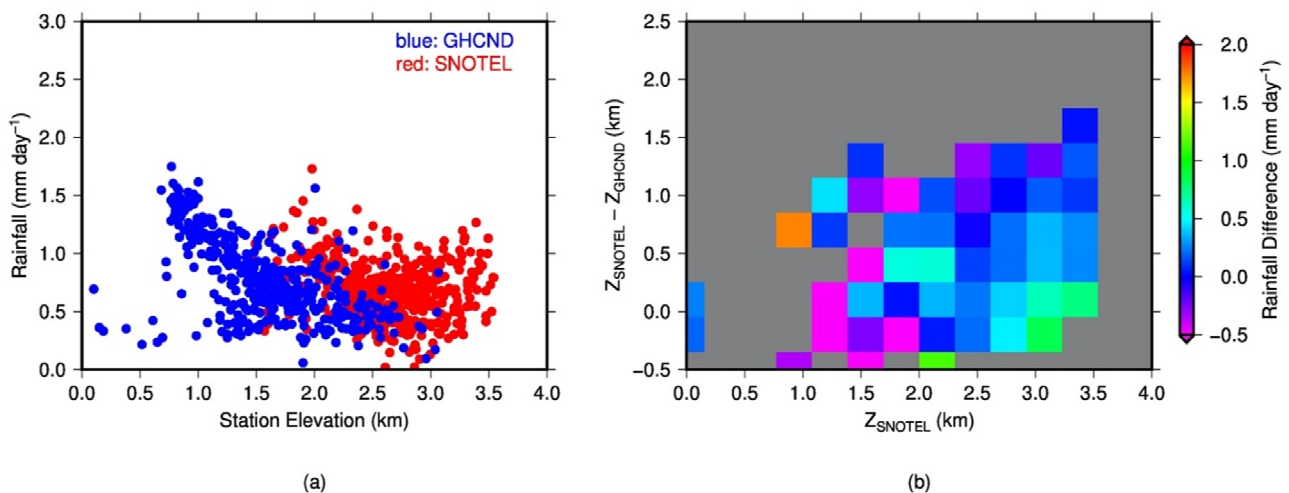 3.0
2.5
2.0
1.5
1.0
0.5
0.0
Rainfall (mm day⁻¹)
blue: GHCND
red: SNOTEL
0.0 0.5 1.0 1.5 2.0 2.5 3.0 3.5 4.0
Station Elevation (km)
(a)
2.5
2.0
1.5
1.0
0.5
0.0
−0.5
Z_SNOTEL − Z_GHCND (km)
0.0 0.5 1.0 1.5 2.0 2.5 3.0 3.5 4.0
Z_SNOTEL (km)
(b)
2.0
1.5
1.0
0.5
0.0
−0.5
Rainfall Difference (mm day⁻¹)